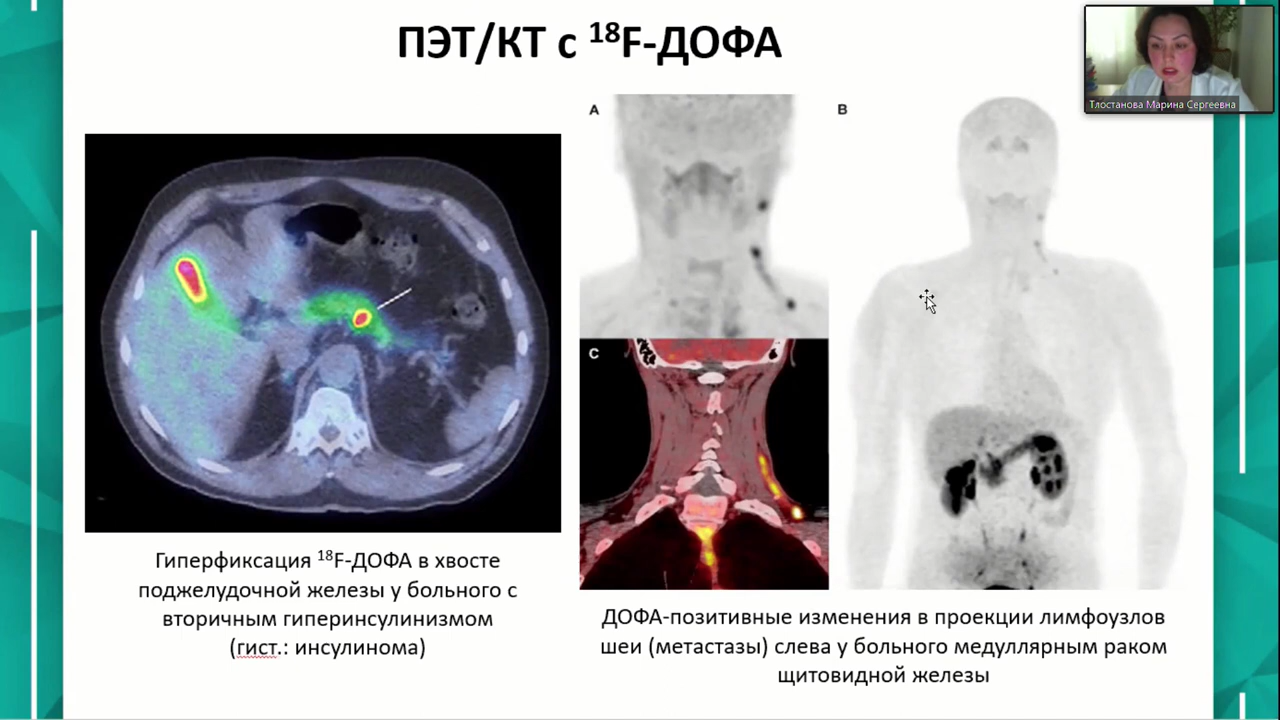 ПЭТ/КТ с ¹⁸F-ДОФА
Тлостанова Марина Сергеевна
A
B
C
Гиперфиксация ¹⁸F-ДОФА в хвосте
поджелудочной железы у больного с
вторичным гиперинсулинизмом
(гист.: инсулинома)
ДОФА-позитивные изменения в проекции лимфоузлов
шеи (метастазы) слева у больного медуллярным раком
щитовидной железы